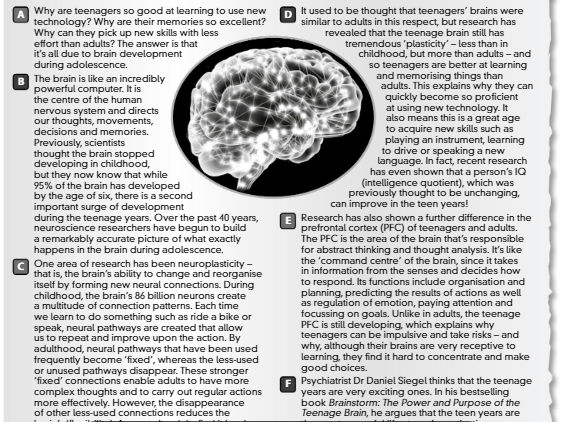 A Why are teenagers so good at learning to use new
technology? Why are their memories so excellent?
Why can they pick up new skills with less
effort than adults? The answer is that
it's all due to brain development
during adolescence.
B The brain is like an incredibly
powerful computer. It is
the centre of the human
nervous system and directs
our thoughts, movements,
decisions and memories.
Previously, scientists
thought the brain stopped
developing in childhood,
but they now know that while
95% of the brain has developed
by the age of six, there is a second
important surge of development
during the teenage years. Over the past 40 years,
neuroscience researchers have begun to build
a remarkably accurate picture of what exactly
happens in the brain during adolescence.
C One area of research has been neuroplasticity –
that is, the brain's ability to change and reorganise
itself by forming new neural connections. During
childhood, the brain's 86 billion neurons create
a multitude of connection patterns. Each time
we learn to do something such as ride a bike or
speak, neural pathways are created that allow
us to repeat and improve upon the action. By
adulthood, neural pathways that have been used
frequently become 'fixed', whereas the less-used
or unused pathways disappear. These stronger
'fixed' connections enable adults to have more
complex thoughts and to carry out regular actions
more effectively. However, the disappearance
of other less-used connections reduces the
D It used to be thought that teenagers' brains were
similar to adults in this respect, but research has
revealed that the teenage brain still has
tremendous 'plasticity' – less than in
childhood, but more than adults – and
so teenagers are better at learning
and memorising things than
adults. This explains why they can
quickly become so proficient
at using new technology. It
also means this is a great age
to acquire new skills such as
playing an instrument, learning
to drive or speaking a new
language. In fact, recent research
has even shown that a person's IQ
(intelligence quotient), which was
previously thought to be unchanging,
can improve in the teen years!
E Research has also shown a further difference in the
prefrontal cortex (PFC) of teenagers and adults.
The PFC is the area of the brain that's responsible
for abstract thinking and thought analysis. It's like
the 'command centre' of the brain, since it takes
in information from the senses and decides how
to respond. Its functions include organisation and
planning, predicting the results of actions as well
as regulation of emotion, paying attention and
focussing on goals. Unlike in adults, the teenage
PFC is still developing, which explains why
teenagers can be impulsive and take risks – and
why, although their brains are very receptive to
learning, they find it hard to concentrate and make
good choices.
F Psychiatrist Dr Daniel Siegel thinks that the teenage
years are very exciting ones. In his bestselling
book Brainstorm: The Power and Purpose of the
Teenage Brain, he argues that the teen years are